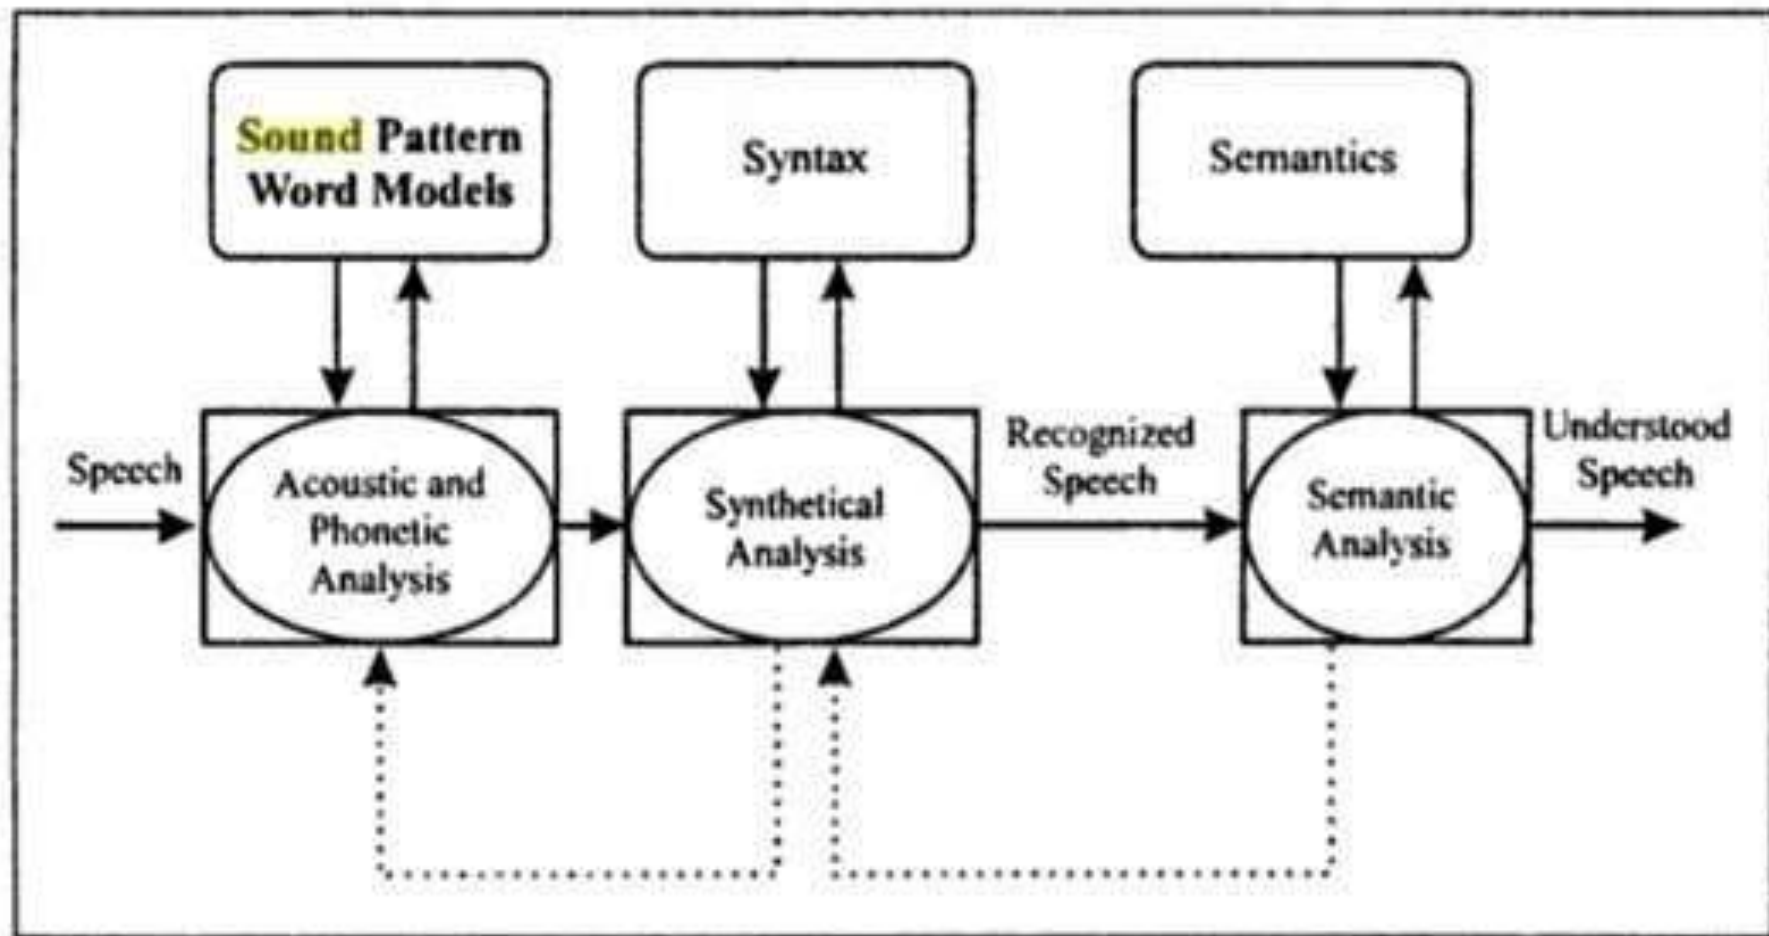 Sound Pattern
Word Models
Syntax
Semantics
Speech
Acoustic and
Phonetic
Analysis
Synthetical
Analysis
Recognized
Speech
Semantic
Analysis
Understood
Speech